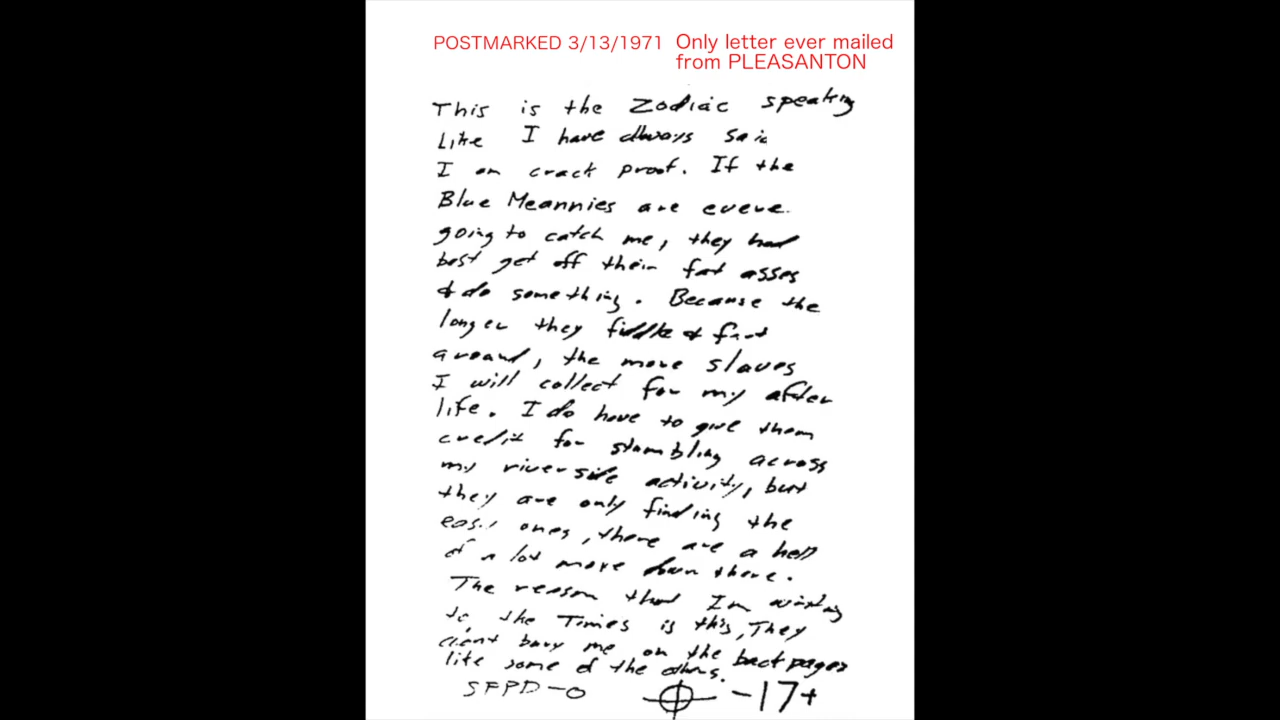 POSTMARKED 3/13/1971 Only letter ever mailed
from PLEASANTON
This is the Zodiac speaking
like I have always said
I am crack proof. If the
Blue Meannies are evere
going to catch me, they had
best get off their fat asses
& do something. Because the
longer they fiddle & fart
around, the more slaves
I will collect for my after
life. I do have to give them
credit for stumbling across
my riverside activity, but
they are only finding the
easy ones, there are a hell
of a lot more down there.
The reason that Im writing
to the Times is this, They
dont bury me on the back pages
like some of the others.
SFPD-0 -17+